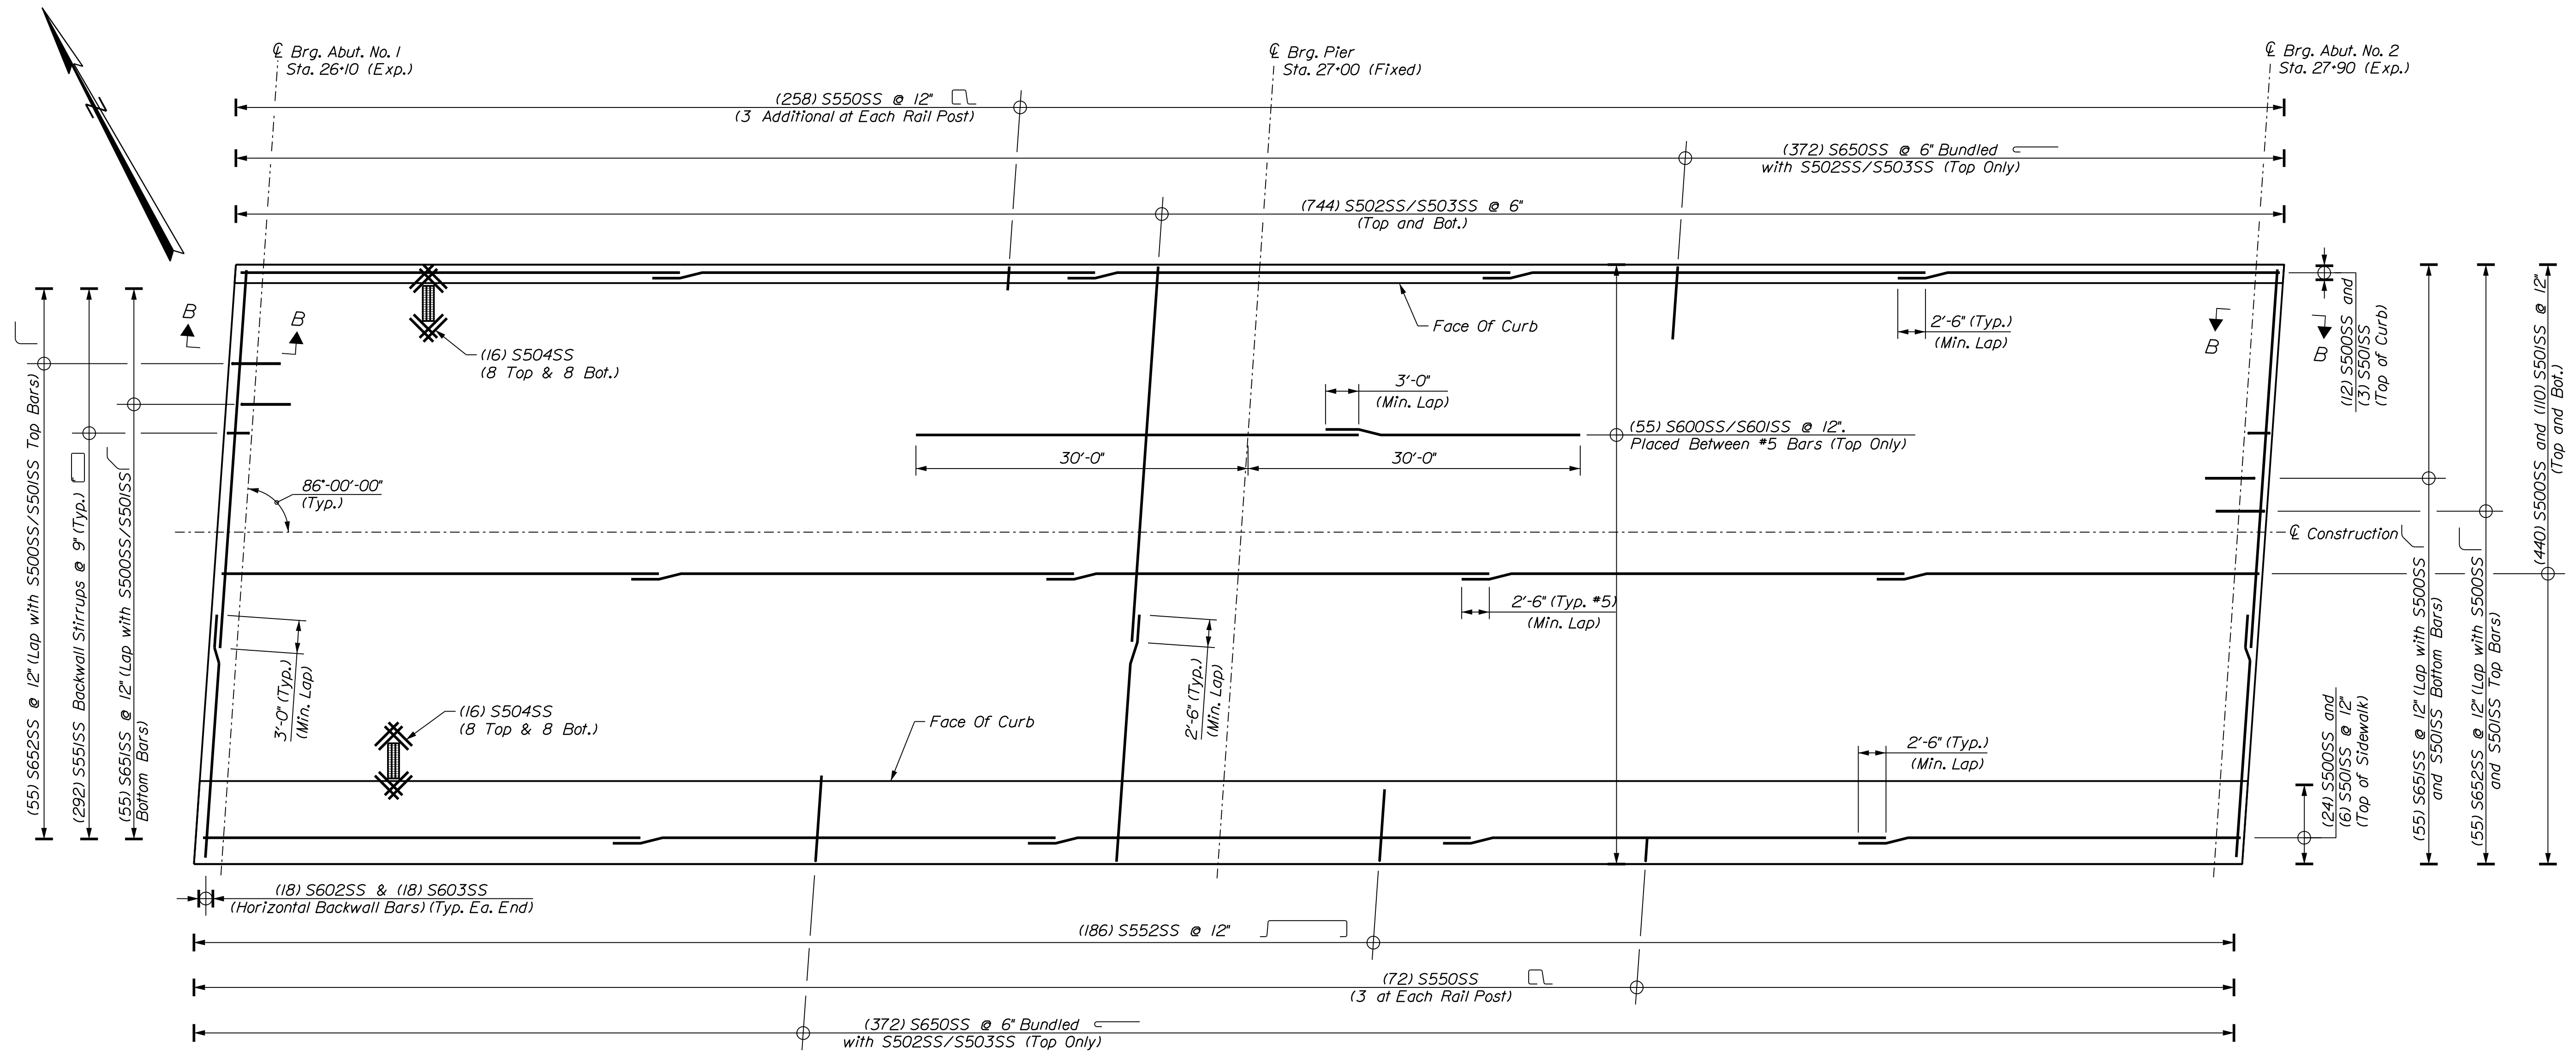 ℄ Brg. Abut. No. 1
Sta. 26+10 (Exp.)
℄ Brg. Pier
Sta. 27+00 (Fixed)
℄ Brg. Abut. No. 2
Sta. 27+90 (Exp.)
(258) S550SS @ 12"
(3 Additional at Each Rail Post)
(372) S650SS @ 6" Bundled
with S502SS/S503SS (Top Only)
(744) S502SS/S503SS @ 6"
(Top and Bot.)
(55) S652SS @ 12" (Lap with S500SS/S501SS Top Bars)
(292) S551SS Backwall Stirrups @ 9" (Typ.)
(55) S651SS @ 12" (Lap with S500SS/S501SS
Bottom Bars)
B
B
(16) S504SS
(8 Top & 8 Bot.)
Face Of Curb
2'-6" (Typ.)
(Min. Lap)
B
B
(12) S500SS and
(3) S501SS
(Top of Curb)
3'-0"
(Min. Lap)
(55) S600SS/S601SS @ 12".
Placed Between #5 Bars (Top Only)
30'-0"
30'-0"
86°-00'-00"
(Typ.)
℄ Construction
2'-6" (Typ. #5)
(Min. Lap)
3'-0" (Typ.)
(Min. Lap)
2'-6" (Typ.)
(Min. Lap)
(16) S504SS
(8 Top & 8 Bot.)
Face Of Curb
2'-6" (Typ.)
(Min. Lap)
(24) S500SS and
(6) S501SS @ 12"
(Top of Sidewalk)
(55) S651SS @ 12" (Lap with S500SS
and S501SS Bottom Bars)
(55) S652SS @ 12" (Lap with S500SS
and S501SS Top Bars)
(440) S500SS and (110) S501SS @ 12"
(Top and Bot.)
(18) S602SS & (18) S603SS
(Horizontal Backwall Bars) (Typ. Ea. End)
(186) S552SS @ 12"
(72) S550SS
(3 at Each Rail Post)
(372) S650SS @ 6" Bundled
with S502SS/S503SS (Top Only)